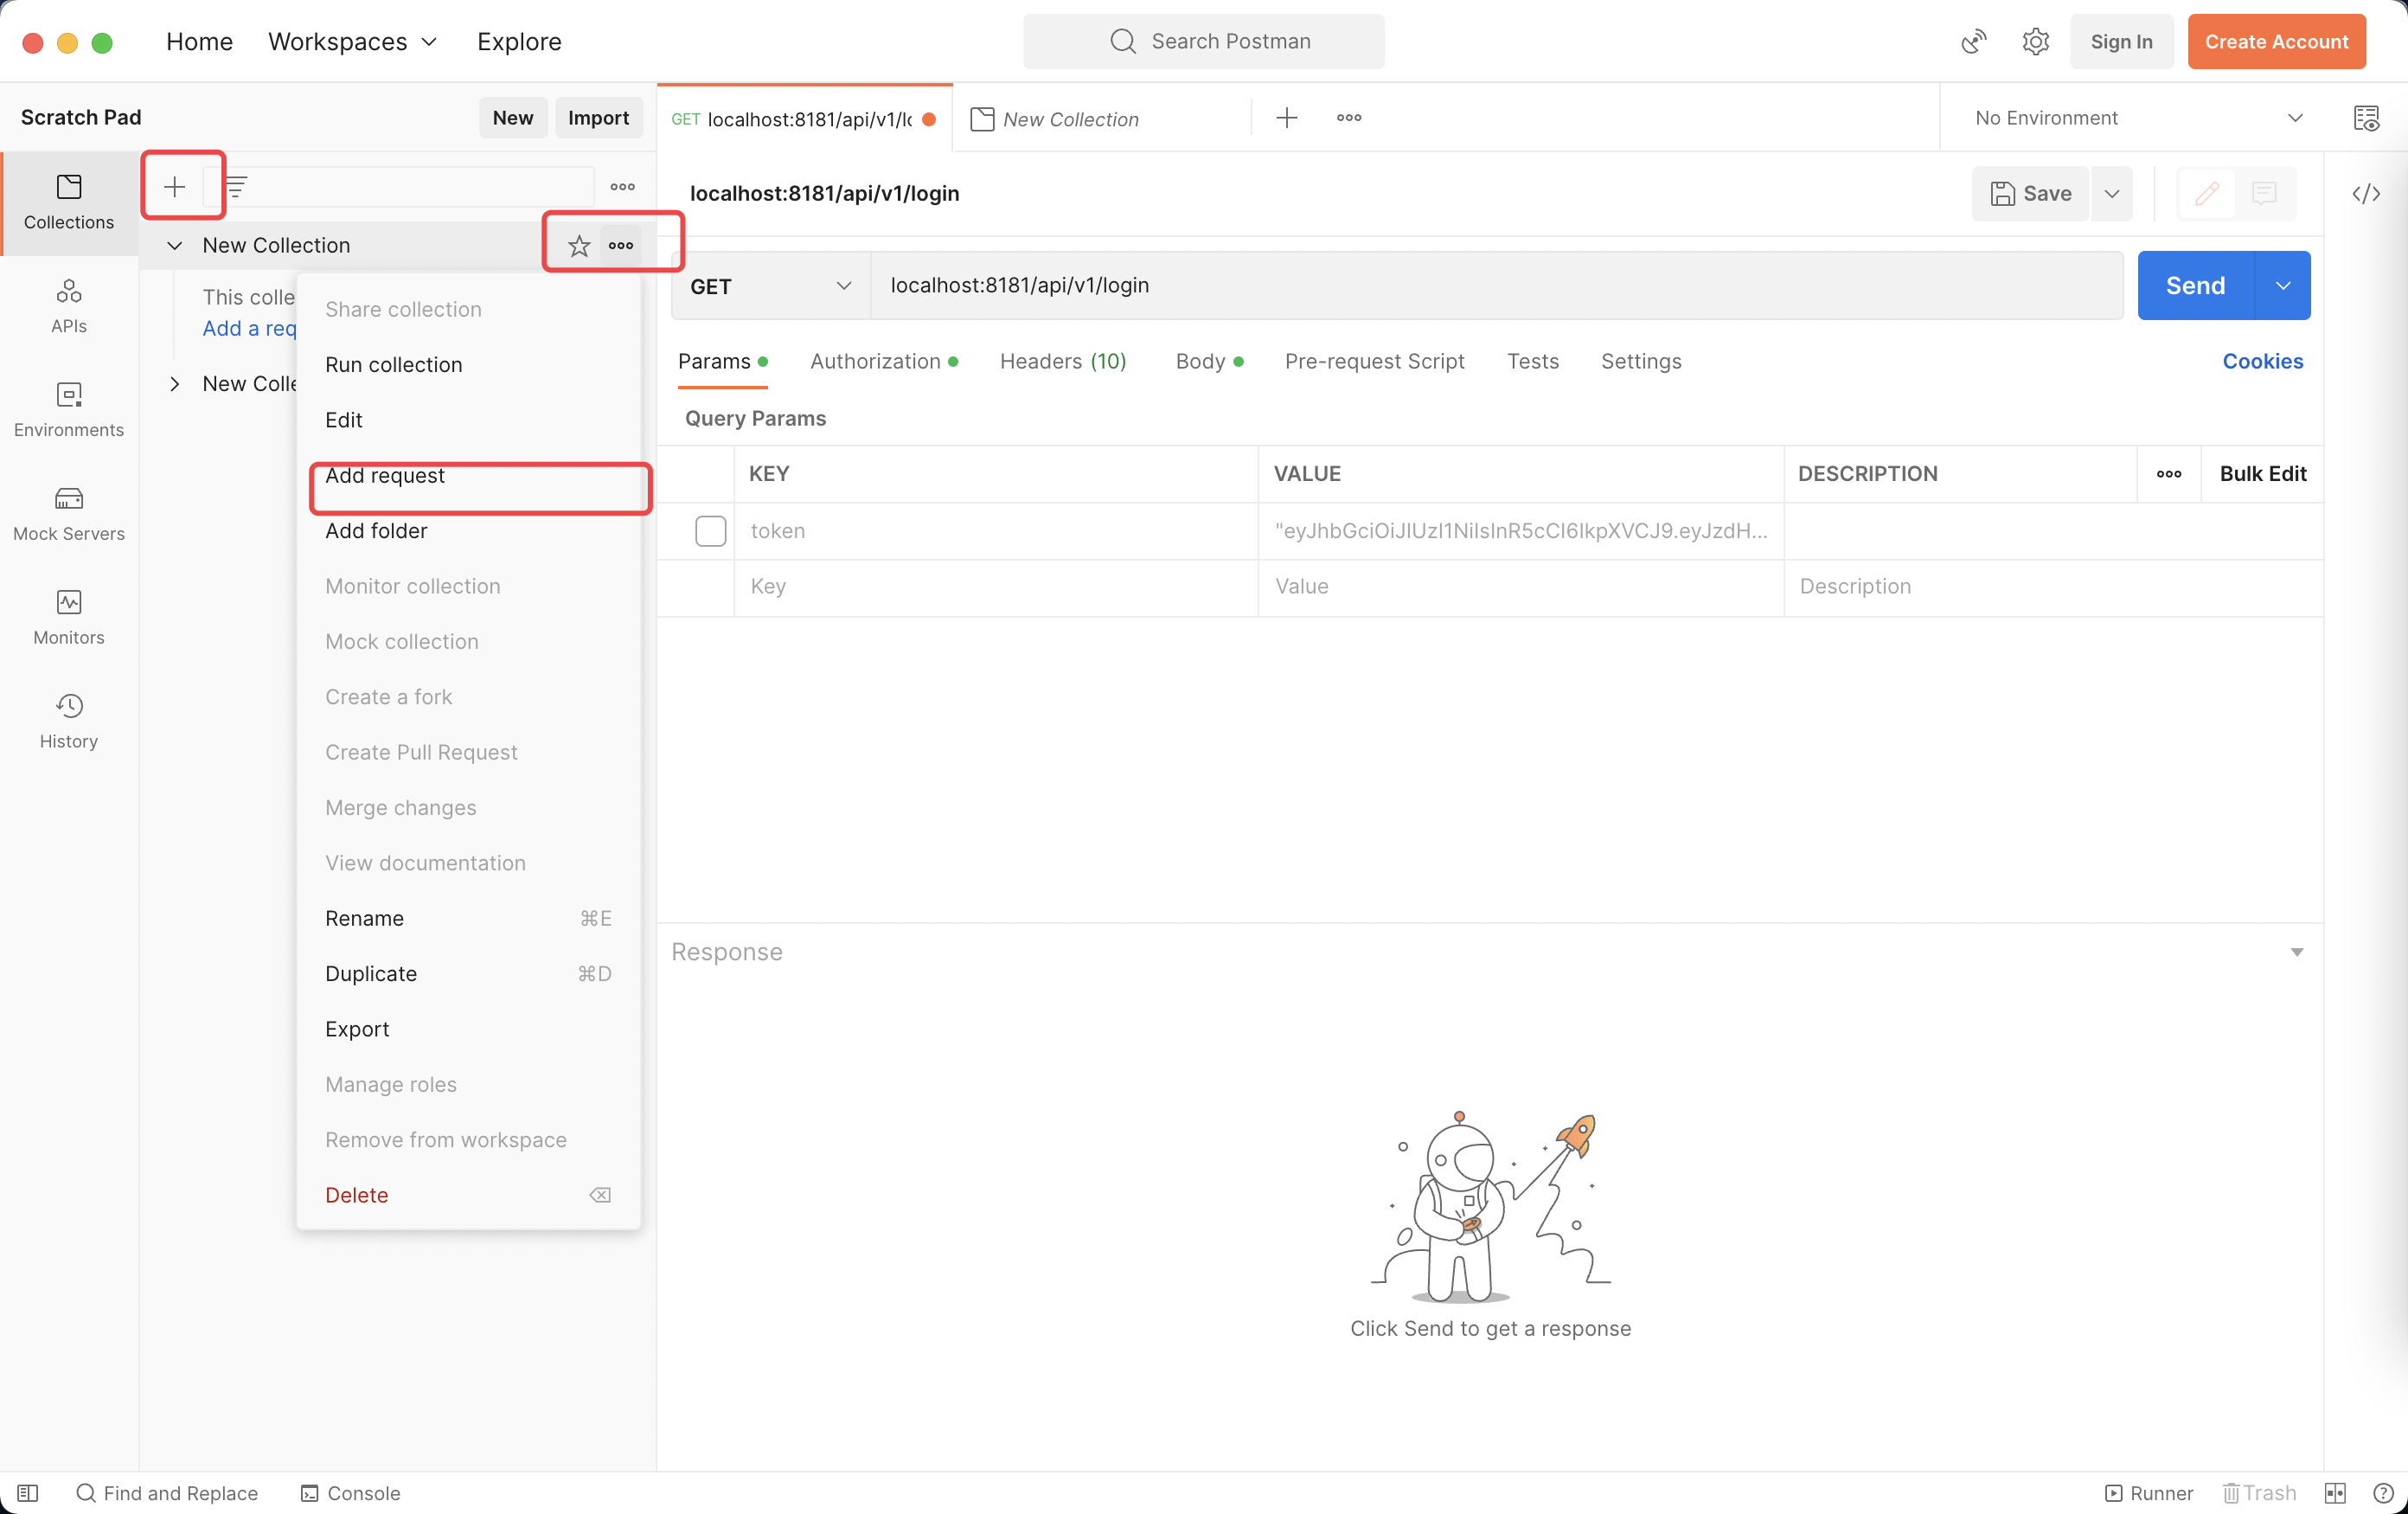 Home Workspaces Explore Search Postman Sign In Create Account
Scratch Pad New Import GET localhost:8181/api/v1/lc New Collection No Environment
Collections
APIs
Environments
Mock Servers
Monitors
History
New Collection
This colle
Add a req
New Colle
Share collection
Run collection
Edit
Add request
Add folder
Monitor collection
Mock collection
Create a fork
Create Pull Request
Merge changes
View documentation
Rename ⌘E
Duplicate ⌘D
Export
Manage roles
Remove from workspace
Delete
localhost:8181/api/v1/login Save
GET localhost:8181/api/v1/login Send
Params Authorization Headers (10) Body Pre-request Script Tests Settings Cookies
Query Params
KEY VALUE DESCRIPTION Bulk Edit
token "eyJhbGciOiJIUzI1NiIsInR5cCI6IkpXVCJ9.eyJzdH...
Key Value Description
Response
Click Send to get a response
Find and Replace Console Runner Trash